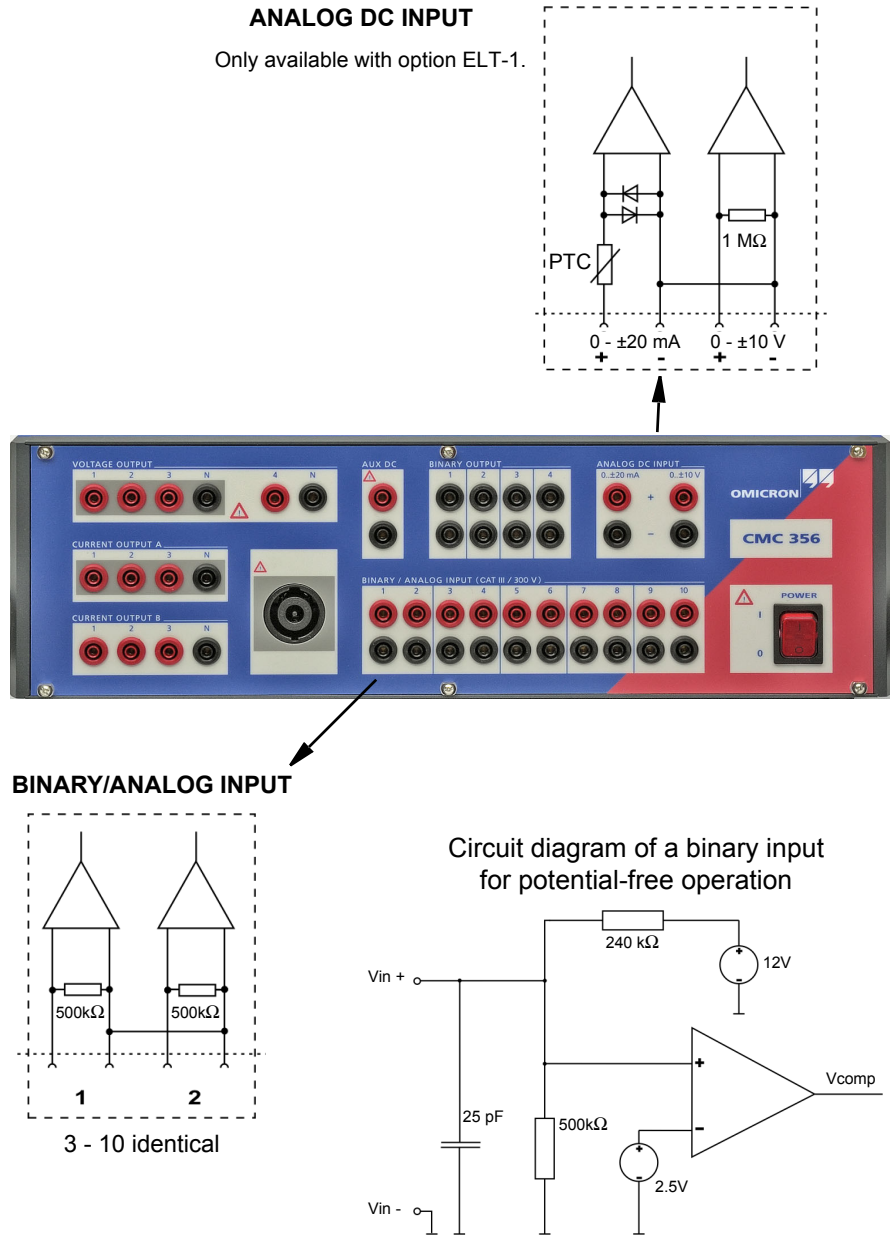 ANALOG DC INPUT
Only available with option ELT-1.
1 MΩ
PTC
0 - ±20 mA 0 - ±10 V
+ - + -
VOLTAGE OUTPUT
1 2 3 N 4 N
AUX DC
BINARY OUTPUT
1 2 3 4
ANALOG DC INPUT
0..±20 mA 0..±10 V
+
−
OMICRON
CMC 356
CURRENT OUTPUT A
1 2 3 N
BINARY / ANALOG INPUT (CAT III / 300 V)
1 2 3 4 5 6 7 8 9 10
POWER
I
0
CURRENT OUTPUT B
1 2 3 N
BINARY/ANALOG INPUT
500kΩ 500kΩ
1 2
3 - 10 identical
Circuit diagram of a binary input
for potential-free operation
240 kΩ
+
-
12V
Vin +
+
-
Vcomp
25 pF
500kΩ
+
-
2.5V
Vin -